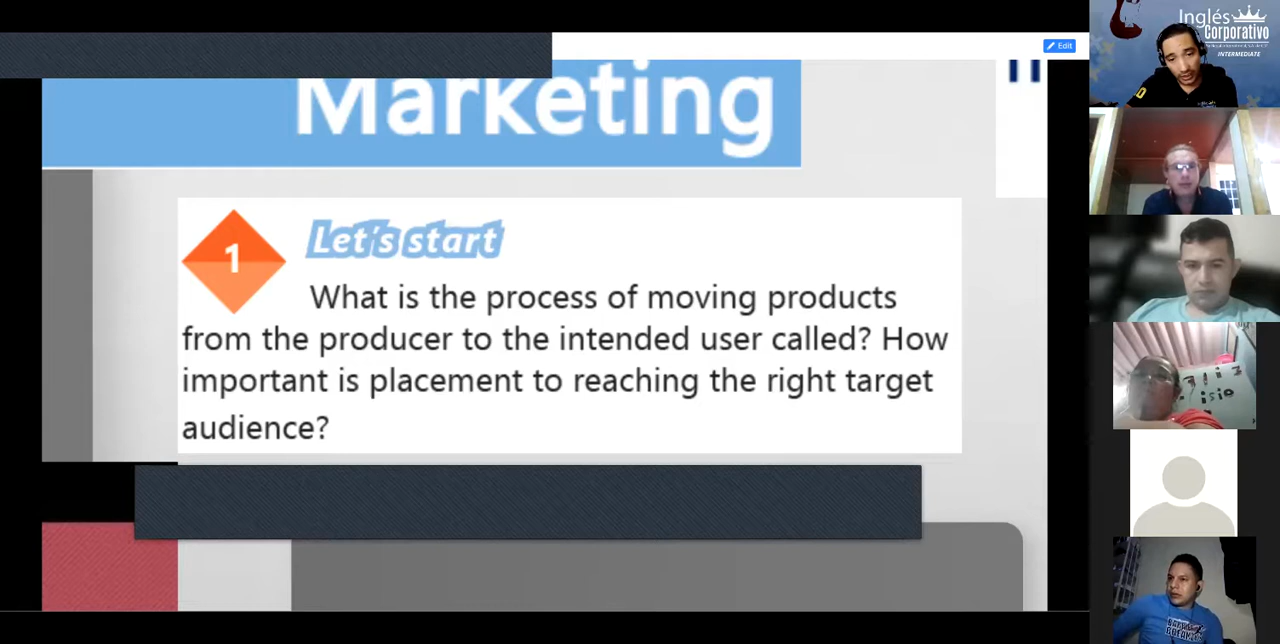 Marketing
Edit
"
1
Let's start
What is the process of moving products
from the producer to the intended user called? How
important is placement to reaching the right target
audience?
Inglés
Corporativo
INTERMEDIATE